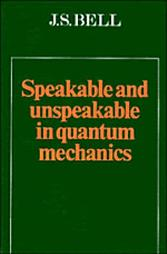 J.S.BELL
Speakable and
unspeakable
in quantum
mechanics